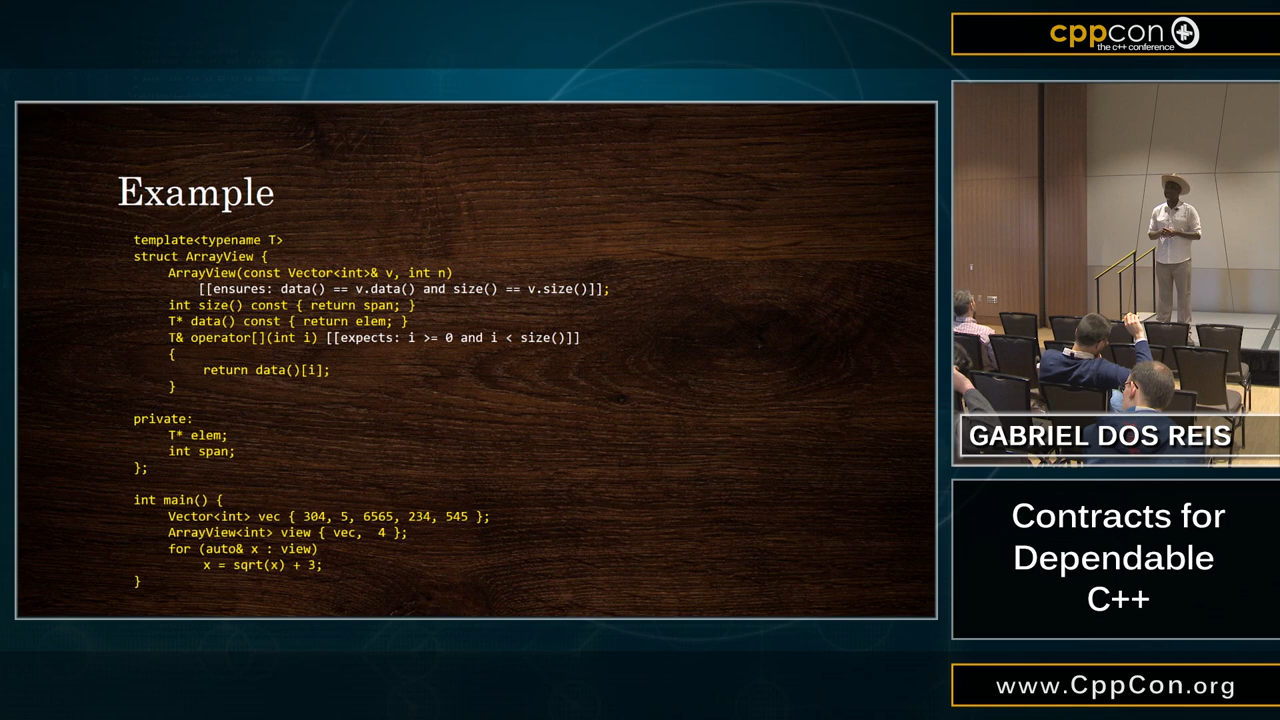 cppcon
the c++ conference
Example
template<typename T>
struct ArrayView {
ArrayView(const Vector<int>& v, int n)
[[ensures: data() == v.data() and size() == v.size()]];
int size() const { return span; }
T* data() const { return elem; }
T& operator[](int i) [[expects: i >= 0 and i < size()]]
{
return data()[i];
}
private:
T* elem;
int span;
};
int main() {
Vector<int> vec { 304, 5, 6565, 234, 545 };
ArrayView<int> view { vec,  4 };
for (auto& x : view)
x = sqrt(x) + 3;
}
GABRIEL DOS REIS
Contracts for
Dependable
C++
www.CppCon.org